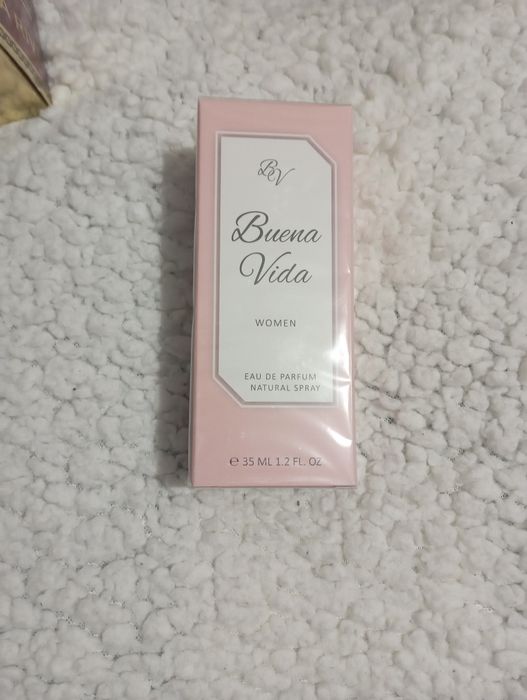 BV
Buena
Vida
WOMEN
EAU DE PARFUM
NATURAL SPRAY
℮ 35 ML 1.2 FL. OZ